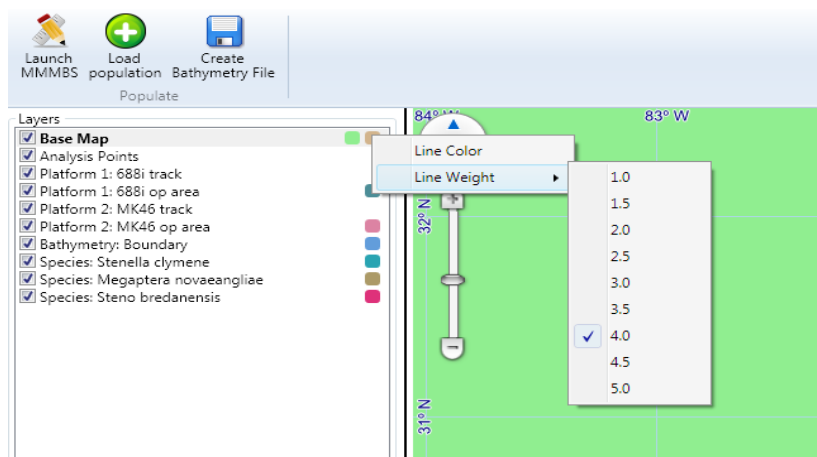 Launch MMMBS
Load population
Create Bathymetry File
Populate
Layers
Base Map
Analysis Points
Platform 1: 688i track
Platform 1: 688i op area
Platform 2: MK46 track
Platform 2: MK46 op area
Bathymetry: Boundary
Species: Stenella clymene
Species: Megaptera novaeangliae
Species: Steno bredanensis
83° W
Line Color
Line Weight
1.0
1.5
2.0
2.5
3.0
3.5
4.0
4.5
5.0
32° N
31° N